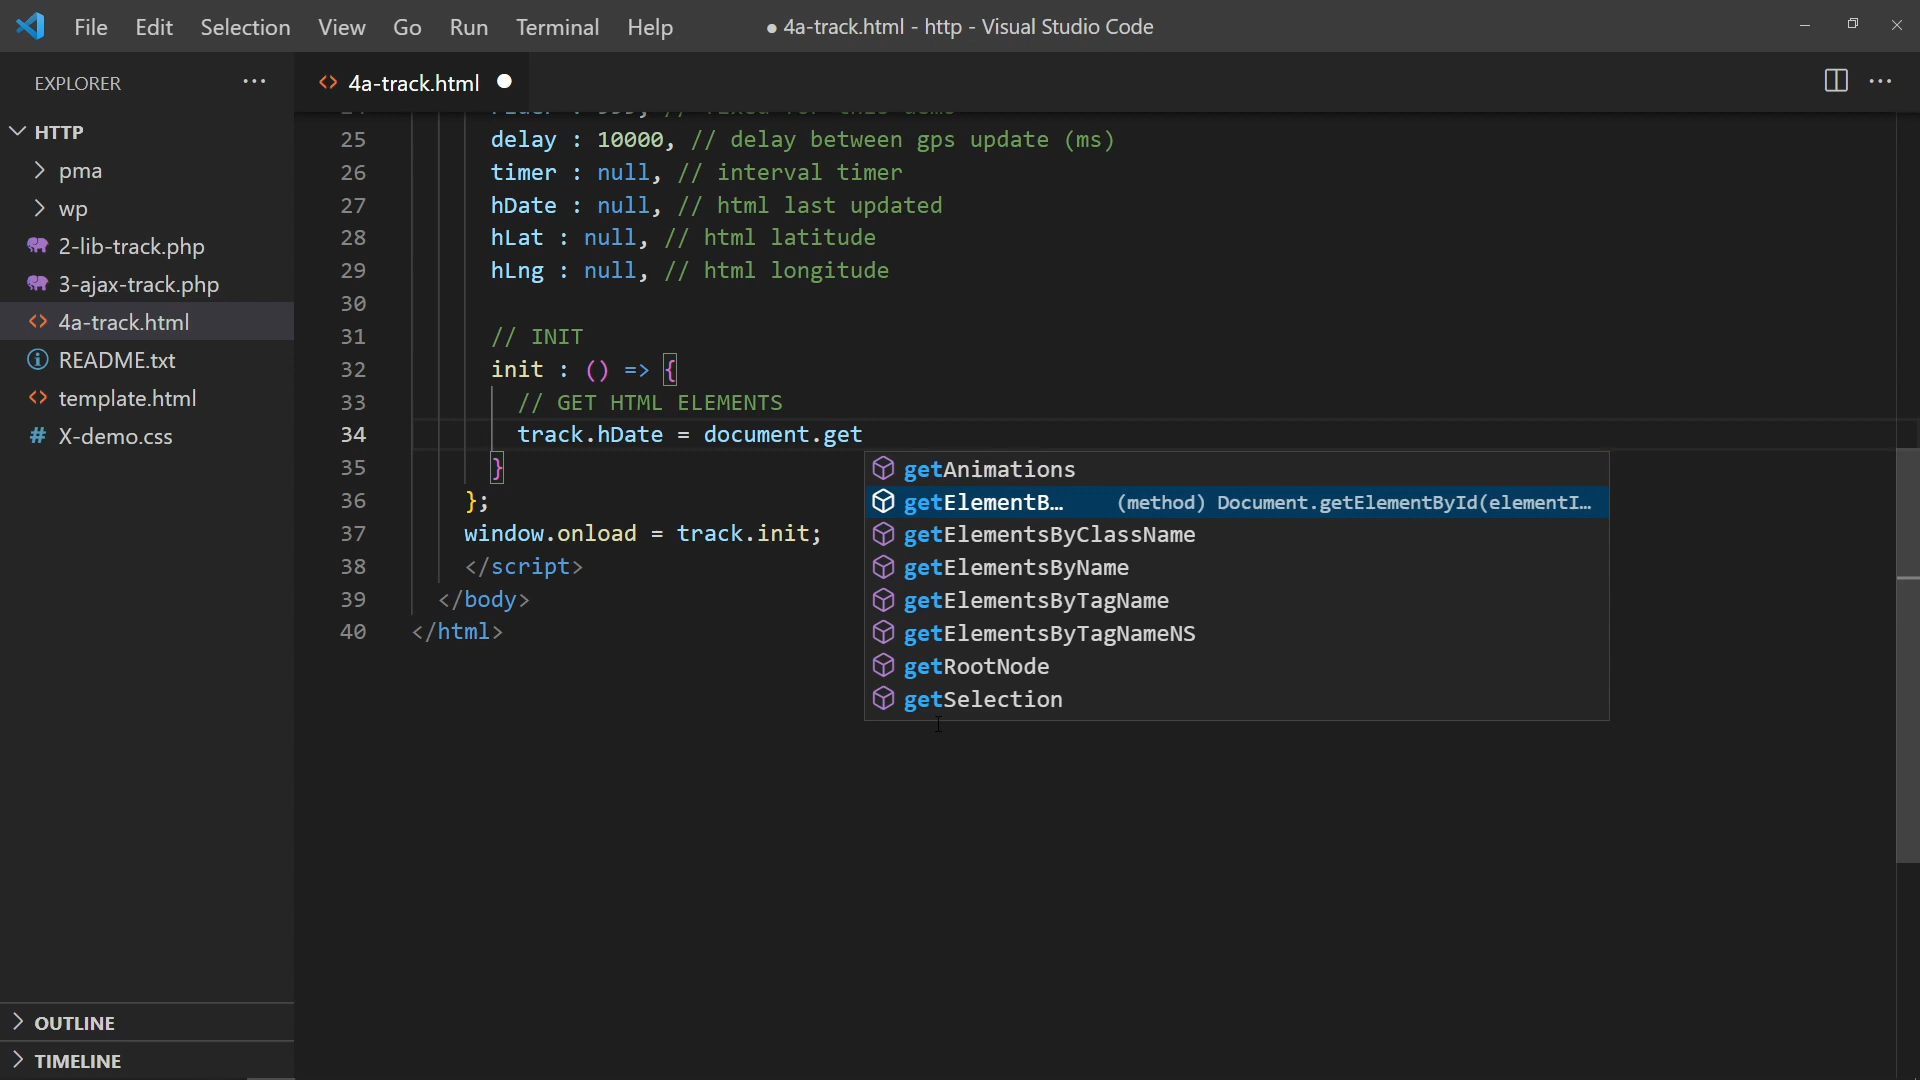 File Edit Selection View Go Run Terminal Help ● 4a-track.html - http - Visual Studio Code
EXPLORER ···
4a-track.html
HTTP
pma
wp
2-lib-track.php
3-ajax-track.php
4a-track.html
README.txt
template.html
X-demo.css
OUTLINE
TIMELINE
25 delay : 10000, // delay between gps update (ms)
26 timer : null, // interval timer
27 hDate : null, // html last updated
28 hLat : null, // html latitude
29 hLng : null, // html longitude
30
31 // INIT
32 init : () => {
33 // GET HTML ELEMENTS
34 track.hDate = document.get
35 }
36 };
37 window.onload = track.init;
38 </script>
39 </body>
40 </html>
getAnimations
getElementB… (method) Document.getElementById(elementI…
getElementsByClassName
getElementsByName
getElementsByTagName
getElementsByTagNameNS
getRootNode
getSelection